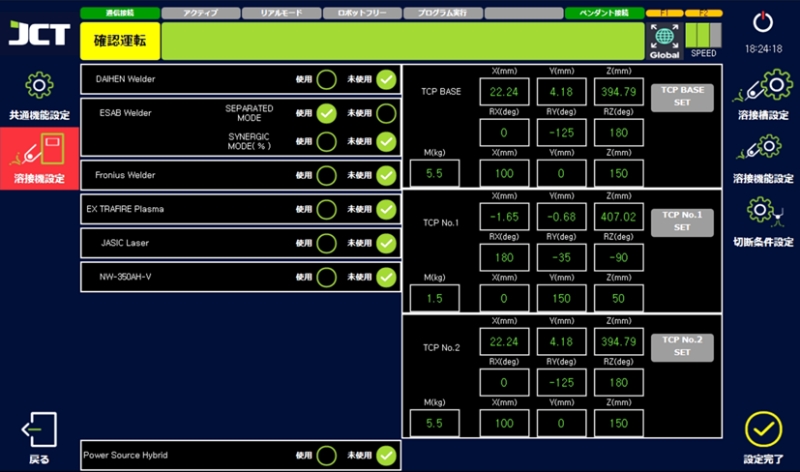 通信接続 アクティブ リアルモード ロボットフリー プログラム実行 ペンダント接続 F1 F2
JCT
確認運転
Global
SPEED
18:24:18
共通機能設定
溶接機設定
戻る
DAIHEN Welder 使用 未使用
ESAB Welder SEPARATED MODE 使用 未使用
SYNERGIC MODE( % ) 使用 未使用
Fronius Welder 使用 未使用
EX TRAFIRE Plasma 使用 未使用
JASIC Laser 使用 未使用
NW-350AH-V 使用 未使用
Power Source Hybrid 使用 未使用
X(mm) Y(mm) Z(mm)
TCP BASE 22.24 4.18 394.79 TCP BASE SET
RX(deg) RY(deg) RZ(deg)
0 -125 180
M(kg) X(mm) Y(mm) Z(mm)
5.5 100 0 150
X(mm) Y(mm) Z(mm)
TCP No.1 -1.65 -0.68 407.02 TCP No.1 SET
RX(deg) RY(deg) RZ(deg)
180 -35 -90
M(kg) X(mm) Y(mm) Z(mm)
1.5 0 150 50
X(mm) Y(mm) Z(mm)
TCP No.2 22.24 4.18 394.79 TCP No.2 SET
RX(deg) RY(deg) RZ(deg)
0 -125 180
M(kg) X(mm) Y(mm) Z(mm)
5.5 100 0 150
溶接構設定
溶接機能設定
切断条件設定
設定完了